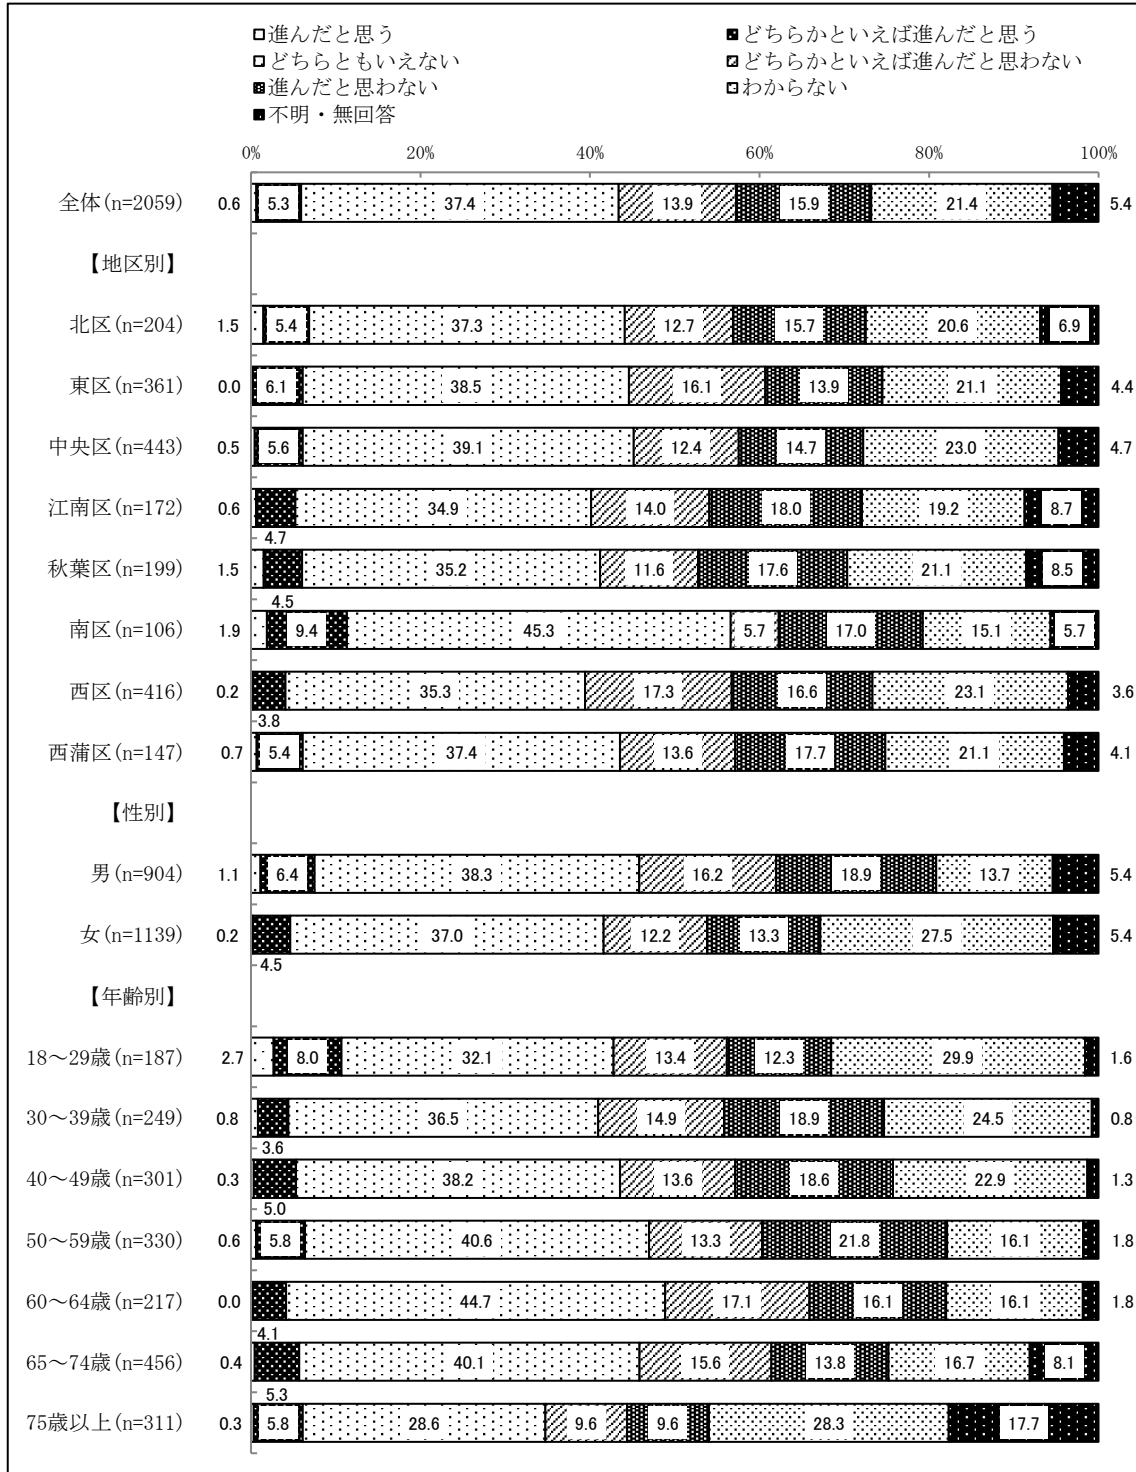 □進んだと思う ■どちらかといえば進んだと思う
□どちらともいえない □どちらかといえば進んだと思わない
■進んだと思わない □わからない
■不明・無回答
0% 20% 40% 60% 80% 100%
全体(n=2059) 0.6 5.3 37.4 13.9 15.9 21.4 5.4
【地区別】
北区(n=204) 1.5 5.4 37.3 12.7 15.7 20.6 6.9
東区(n=361) 0.0 6.1 38.5 16.1 13.9 21.1 4.4
中央区(n=443) 0.5 5.6 39.1 12.4 14.7 23.0 4.7
江南区(n=172) 0.6 34.9 14.0 18.0 19.2 8.7
4.7
秋葉区(n=199) 1.5 35.2 11.6 17.6 21.1 8.5
4.5
南区(n=106) 1.9 9.4 45.3 5.7 17.0 15.1 5.7
西区(n=416) 0.2 35.3 17.3 16.6 23.1 3.6
3.8
西蒲区(n=147) 0.7 5.4 37.4 13.6 17.7 21.1 4.1
【性別】
男(n=904) 1.1 6.4 38.3 16.2 18.9 13.7 5.4
女(n=1139) 0.2 37.0 12.2 13.3 27.5 5.4
4.5
【年齢別】
18～29歳(n=187) 2.7 8.0 32.1 13.4 12.3 29.9 1.6
30～39歳(n=249) 0.8 36.5 14.9 18.9 24.5 0.8
3.6
40～49歳(n=301) 0.3 38.2 13.6 18.6 22.9 1.3
5.0
50～59歳(n=330) 0.6 5.8 40.6 13.3 21.8 16.1 1.8
60～64歳(n=217) 0.0 44.7 17.1 16.1 16.1 1.8
4.1
65～74歳(n=456) 0.4 40.1 15.6 13.8 16.7 8.1
5.3
75歳以上(n=311) 0.3 5.8 28.6 9.6 9.6 28.3 17.7